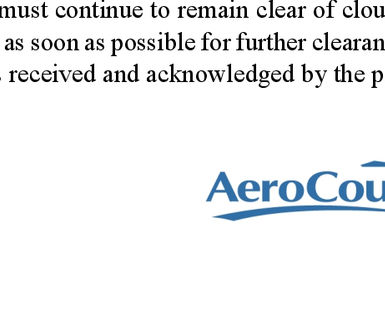 must continue to remain clear of clou
as soon as possible for further clearan
received and acknowledged by the p
AeroCou